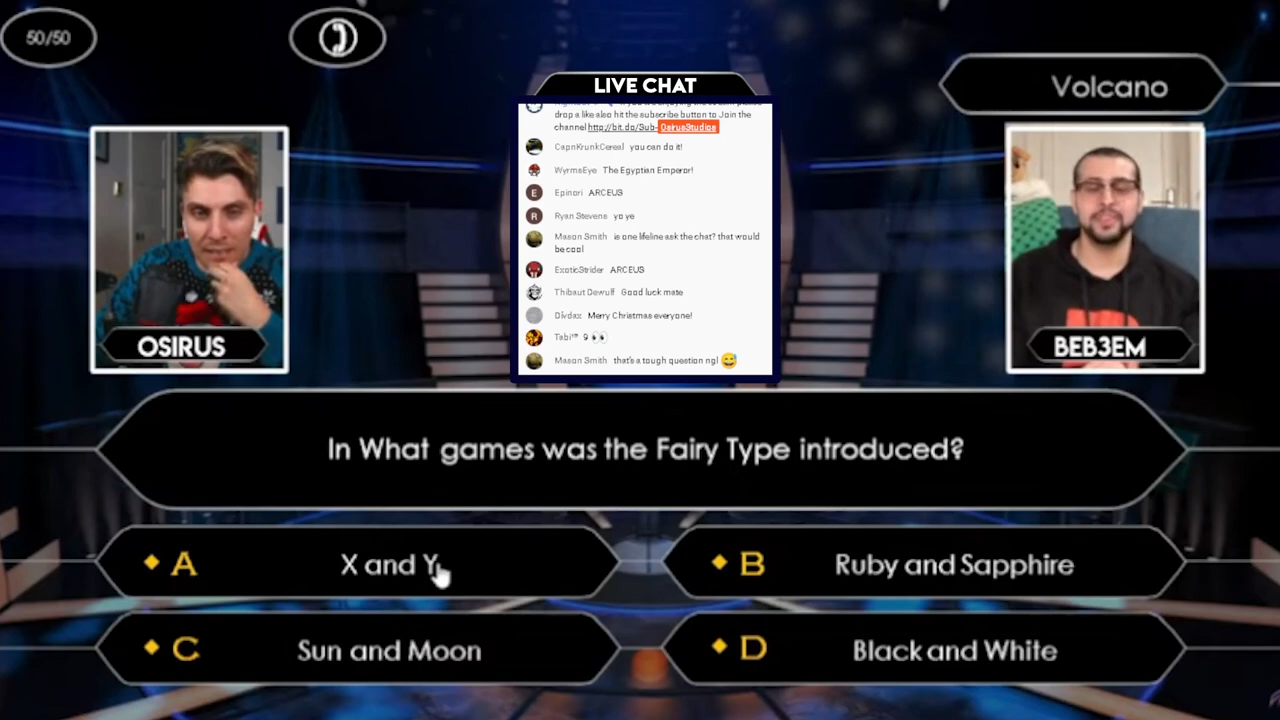 50/50
LIVE CHAT
Volcano
drop a like also hit the subscribe button to Join the
channel http://bit.do/Sub-OsirusStudios
CapnKrunkCereal you can do it!
WyrmsEye The Egyptian Emperor!
E Epinori ARCEUS
R Ryan Stevens yo ye
Mason Smith is one lifeline ask the chat? that would
be cool
ExoticStrider ARCEUS
Thibaut Dewulf Good luck mate
Divdax Merry Christmas everyone!
Tabi 9 👀
Mason Smith that's a tough question ngl 😅
OSIRUS
BEB3EM
In What games was the Fairy Type introduced?
A X and Y
B Ruby and Sapphire
C Sun and Moon
D Black and White